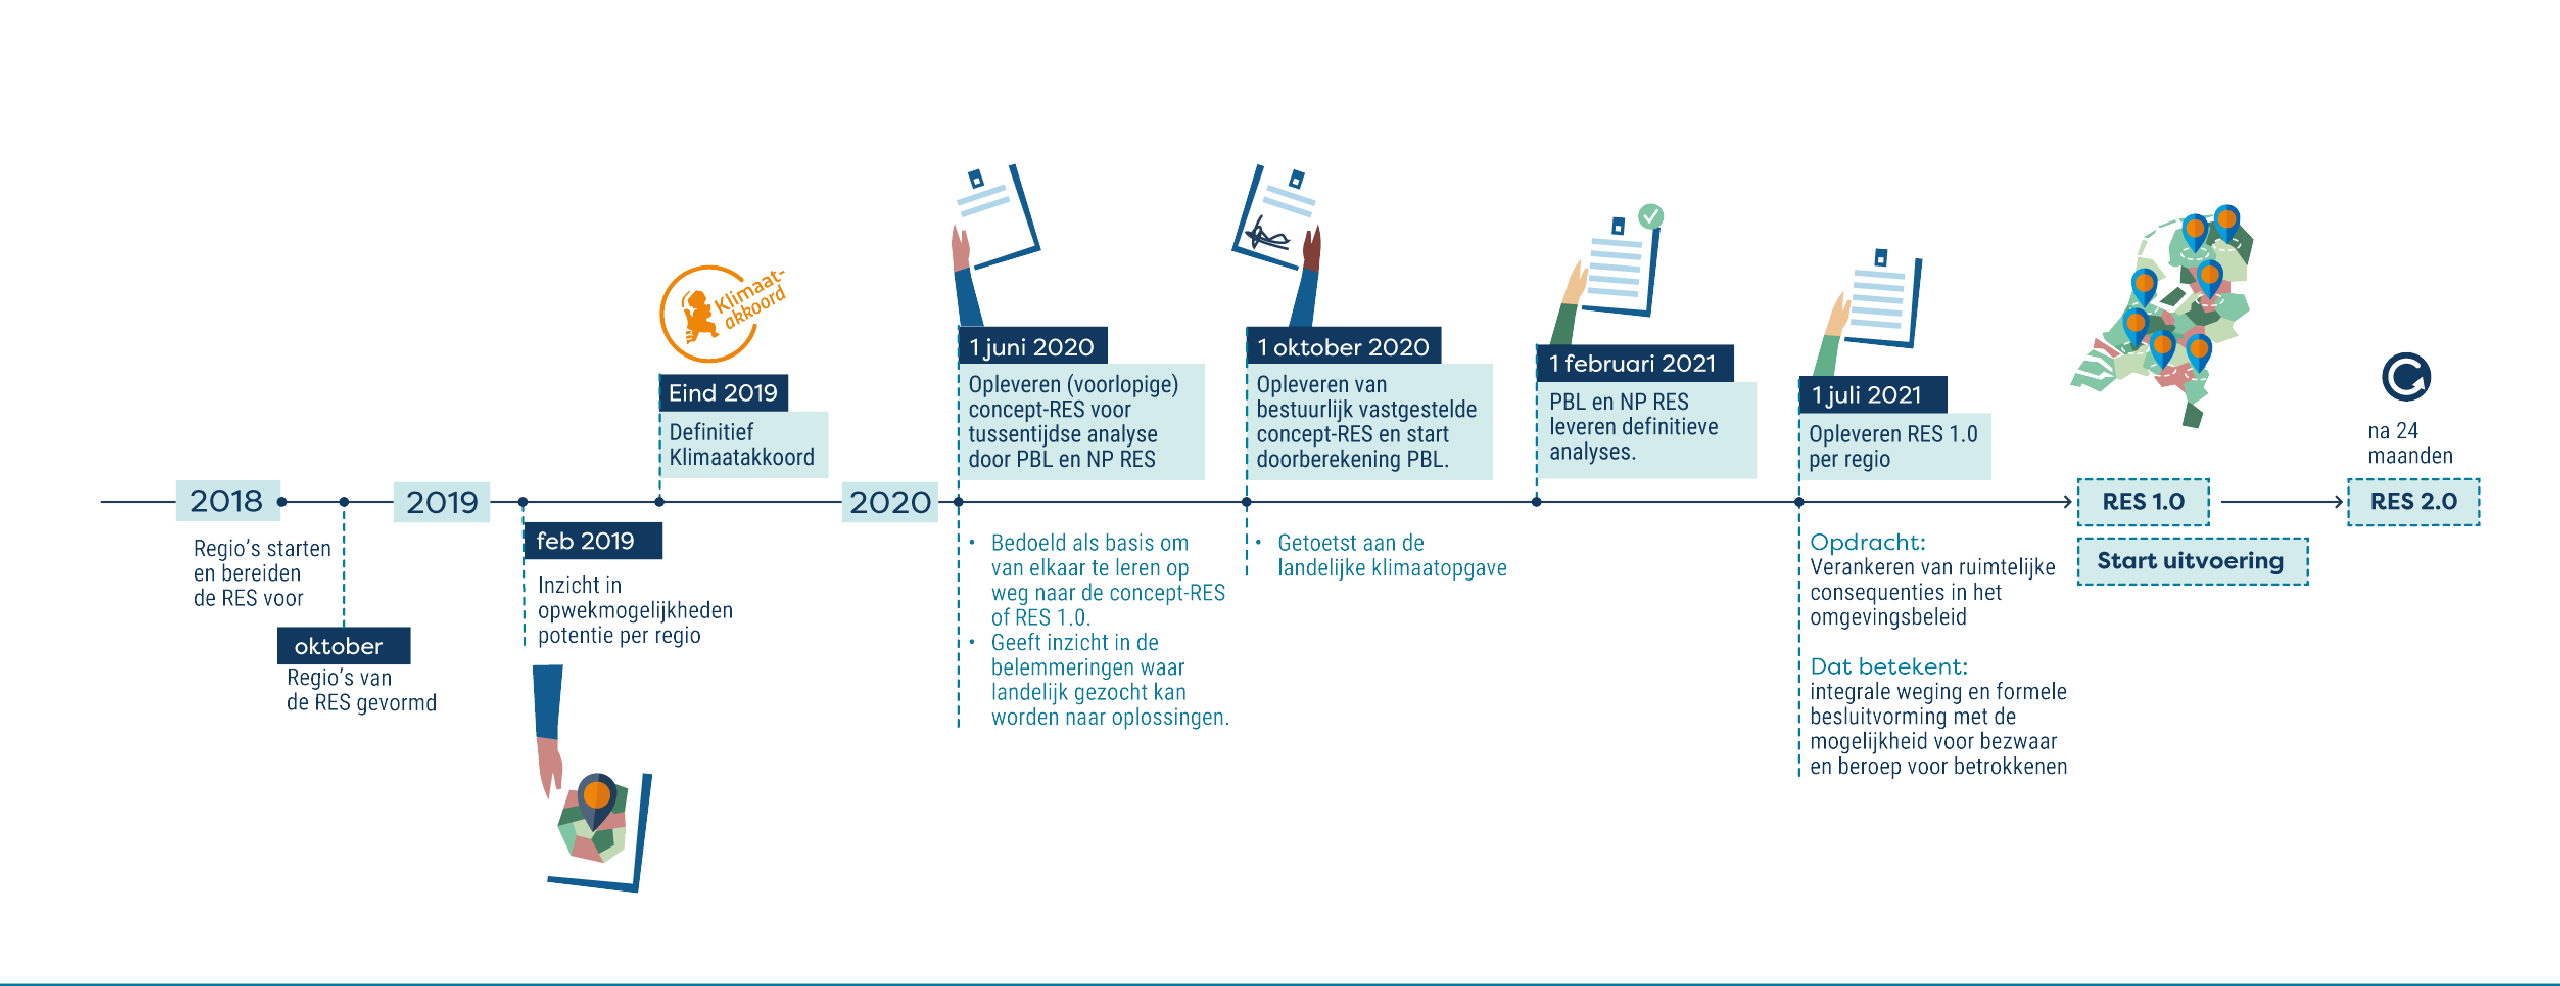 2018
Regio's starten
en bereiden
de RES voor
oktober
Regio's van
de RES gevormd
2019
feb 2019
Inzicht in
opwekmogelijkheden
potentie per regio
Klimaat-
akkoord
Eind 2019
Definitief
Klimaatakkoord
2020
1 juni 2020
Opleveren (voorlopige)
concept-RES voor
tussentijdse analyse
door PBL en NP RES
• Bedoeld als basis om
van elkaar te leren op
weg naar de concept-RES
of RES 1.0.
• Geeft inzicht in de
belemmeringen waar
landelijk gezocht kan
worden naar oplossingen.
1 oktober 2020
Opleveren van
bestuurlijk vastgestelde
concept-RES en start
doorberekening PBL.
• Getoetst aan de
landelijke klimaatopgave
1 februari 2021
PBL en NP RES
leveren definitieve
analyses.
1 juli 2021
Opleveren RES 1.0
per regio
Opdracht:
Verankeren van ruimtelijke
consequenties in het
omgevingsbeleid
Dat betekent:
integrale weging en formele
besluitvorming met de
mogelijkheid voor bezwaar
en beroep voor betrokkenen
RES 1.0
Start uitvoering
na 24
maanden
RES 2.0